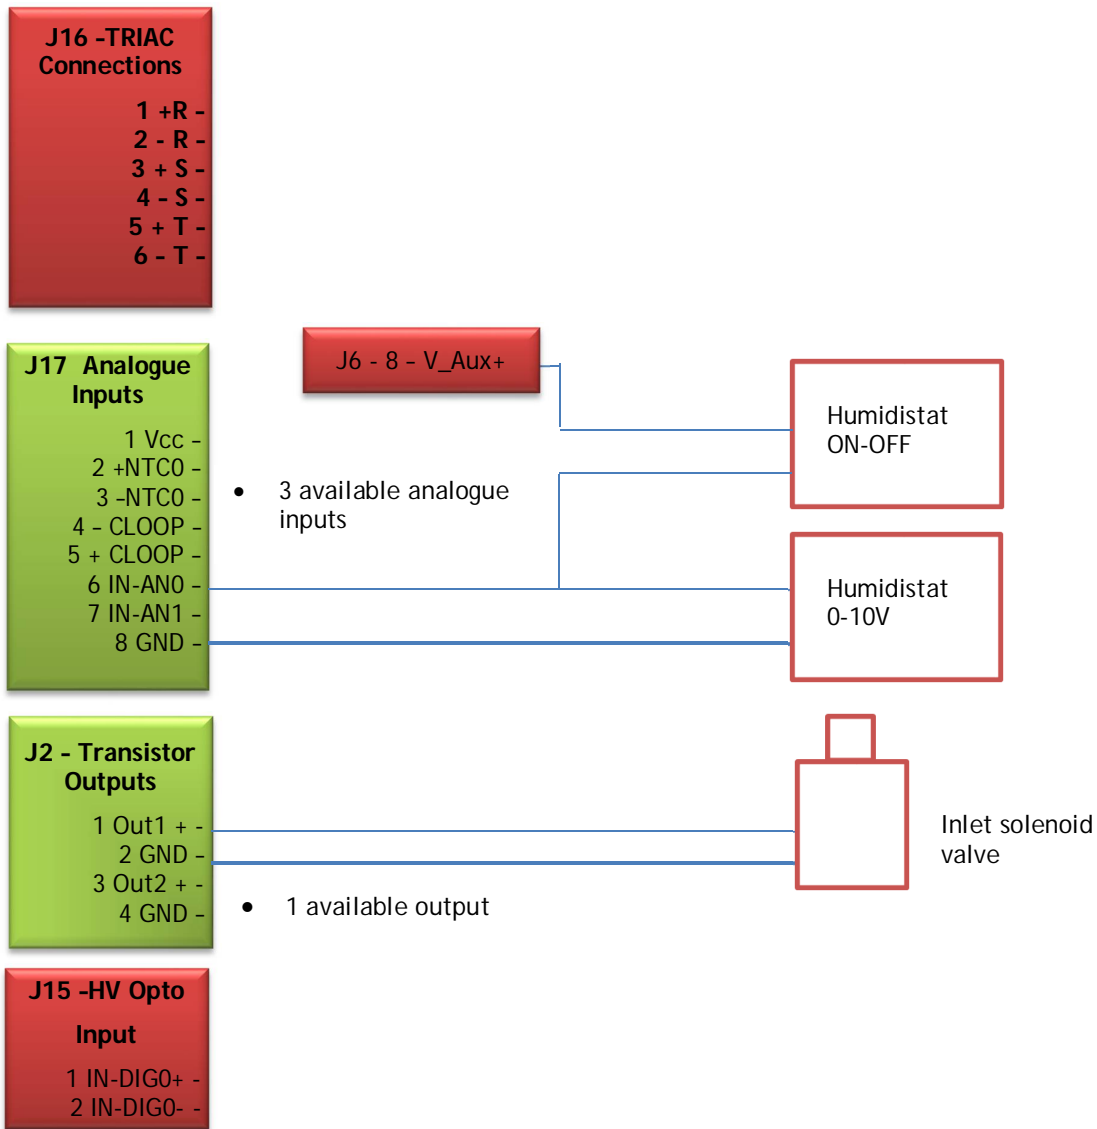 J16 -TRIAC
Connections
1 +R -
2 - R -
3 + S -
4 - S -
5 + T -
6 - T -
J17 Analogue
Inputs
1 Vcc -
2 +NTC0 -
3 -NTC0 -
4 - CLOOP -
5 + CLOOP -
6 IN-AN0 -
7 IN-AN1 -
8 GND -
J6 - 8 - V_Aux+
Humidistat
ON-OFF
• 3 available analogue
inputs
Humidistat
0-10V
J2 - Transistor
Outputs
1 Out1 + -
2 GND -
3 Out2 + -
4 GND -
Inlet solenoid
valve
• 1 available output
J15 -HV Opto
Input
1 IN-DIG0+ -
2 IN-DIG0- -